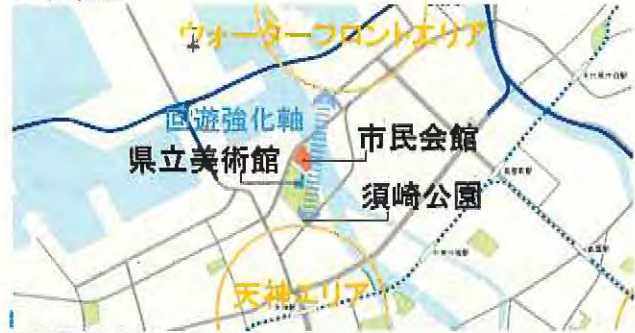 ウォーターフロントエリア
回遊強化軸
市民会館
県立美術館
須崎公園
天神エリア